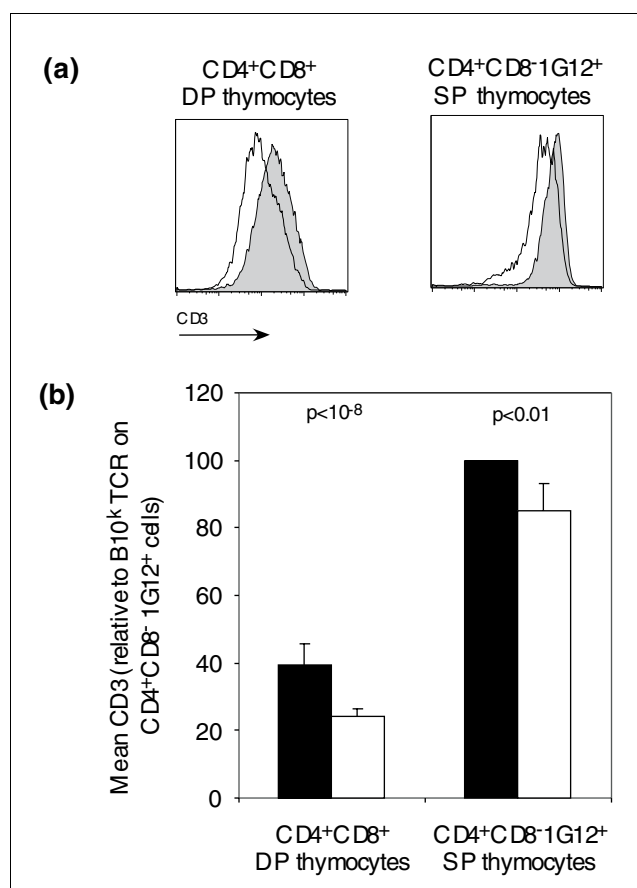 (a)
CD4+CD8+
DP thymocytes
CD4+CD8-1G12+
SP thymocytes
CD3
(b)
Mean CD3 (relative to B10k TCR on
CD4+CD8- 1G12+ cells)
120
100
80
60
40
20
0
p<10-8
p<0.01
CD4+CD8+
DP thymocytes
CD4+CD8-1G12+
SP thymocytes